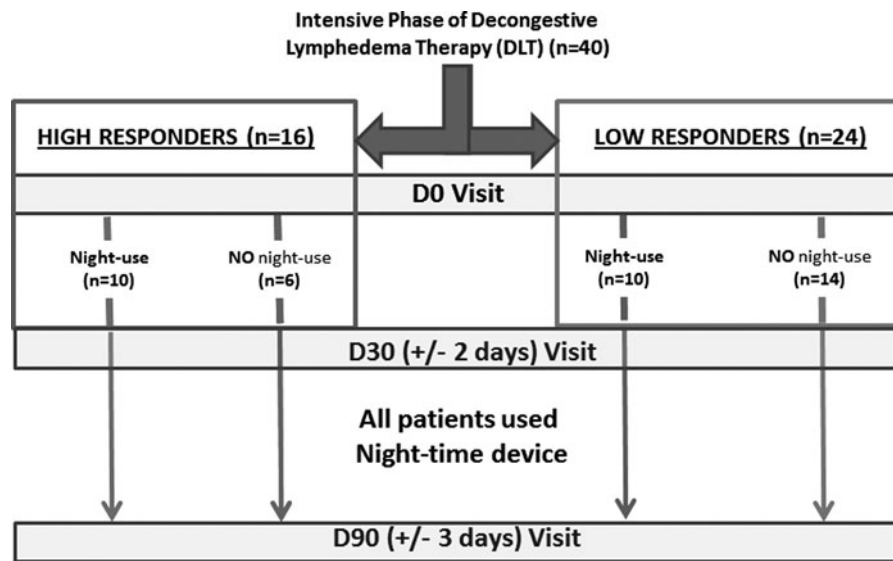 Intensive Phase of Decongestive
Lymphedema Therapy (DLT) (n=40)
HIGH RESPONDERS (n=16)
LOW RESPONDERS (n=24)
D0 Visit
Night-use
(n=10)
NO night-use
(n=6)
Night-use
(n=10)
NO night-use
(n=14)
D30 (+/- 2 days) Visit
All patients used
Night-time device
D90 (+/- 3 days) Visit